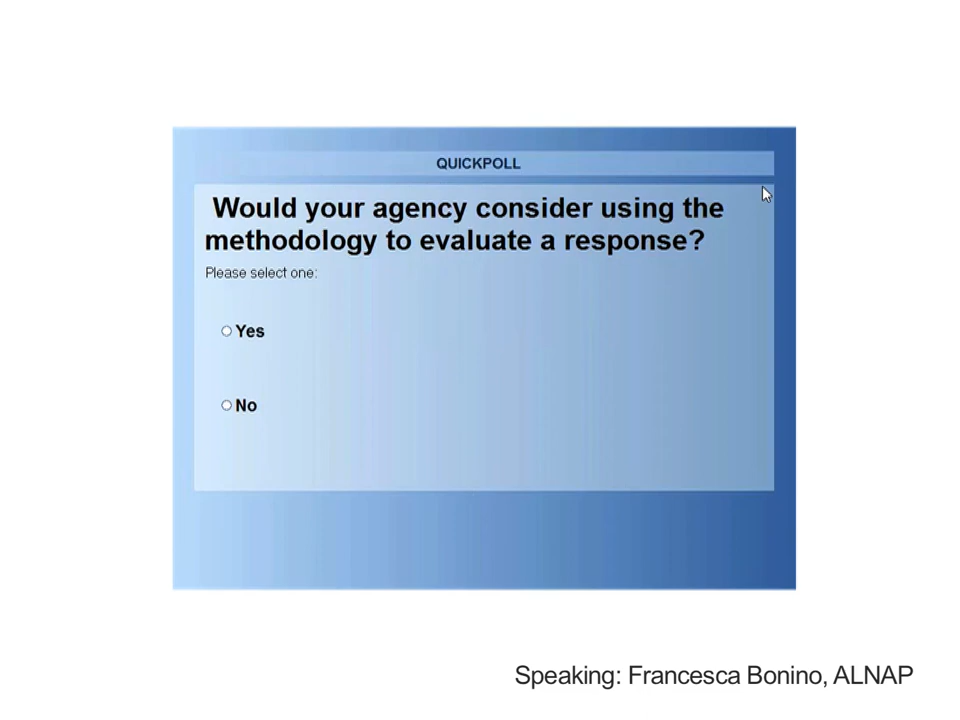 QUICKPOLL
Would your agency consider using the
methodology to evaluate a response?
Please select one:
Yes
No
Speaking: Francesca Bonino, ALNAP